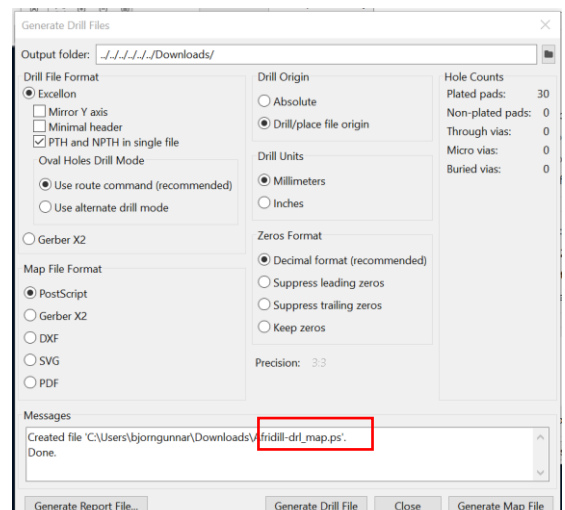 Generate Drill Files
Output folder: ../../../../../../Downloads/
Drill File Format
Excellon
Mirror Y axis
Minimal header
PTH and NPTH in single file
Oval Holes Drill Mode
Use route command (recommended)
Use alternate drill mode
Gerber X2
Map File Format
PostScript
Gerber X2
DXF
SVG
PDF
Drill Origin
Absolute
Drill/place file origin
Drill Units
Millimeters
Inches
Zeros Format
Decimal format (recommended)
Suppress leading zeros
Suppress trailing zeros
Keep zeros
Precision: 3:3
Hole Counts
Plated pads: 30
Non-plated pads: 0
Through vias: 0
Micro vias: 0
Buried vias: 0
Messages
Created file 'C:\Users\bjorngunnar\Downloads\Afridill-drl_map.ps'.
Done.
Generate Report File...
Generate Drill File
Close
Generate Map File